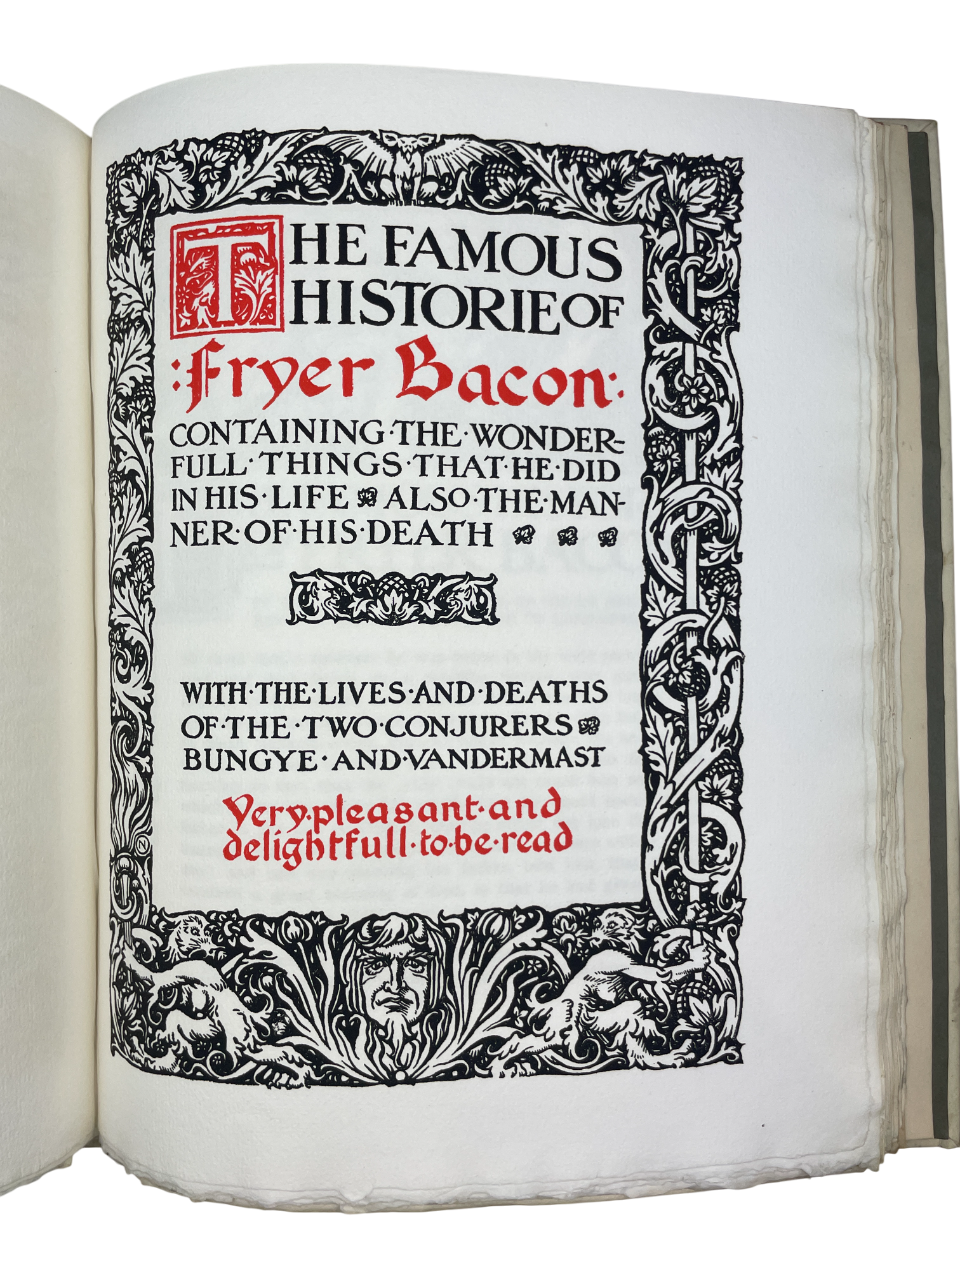 THE FAMOUS
HISTORIE OF
:Fryer Bacon:
CONTAINING·THE·WONDER-
FULL·THINGS·THAT·HE·DID
IN HIS·LIFE ALSO·THE·MAN-
NER·OF·HIS·DEATH
WITH·THE·LIVES·AND·DEATHS
OF·THE·TWO·CONJURERS
BUNGYE·AND·VANDERMAST
Very·pleasant·and
delightfull·to·be·read